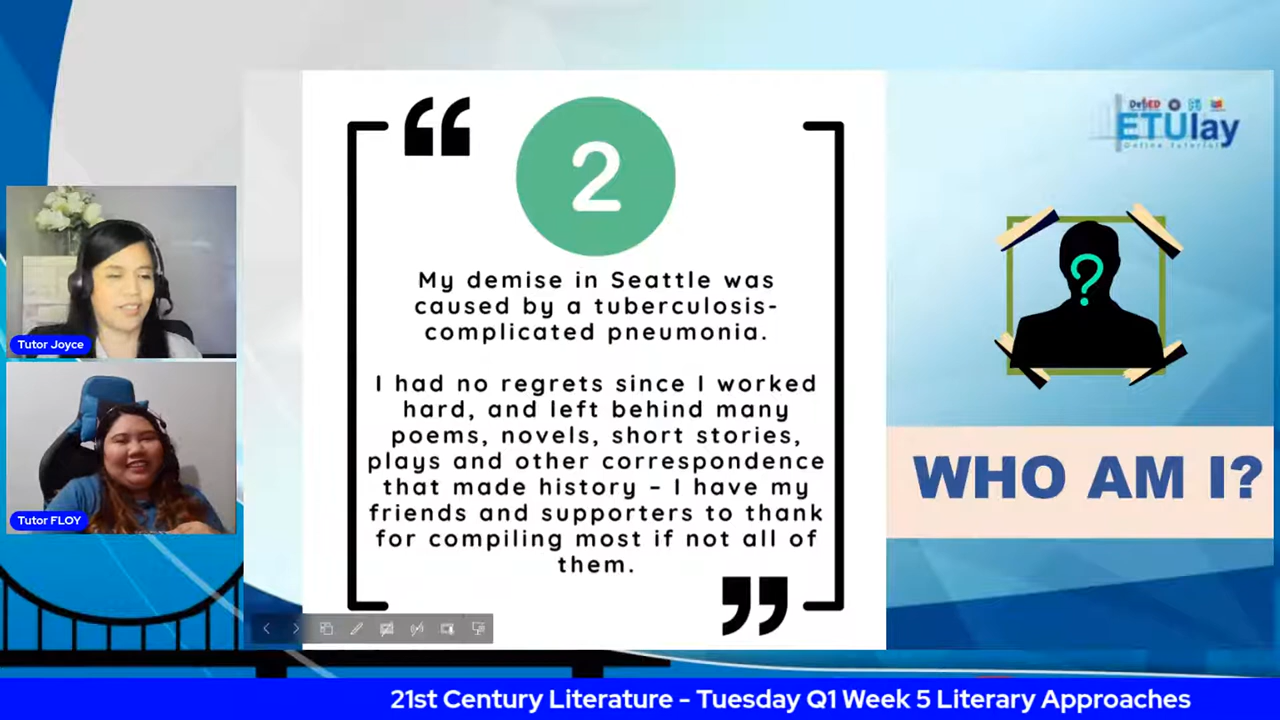 “
2
My demise in Seattle was
caused by a tuberculosis-
complicated pneumonia.
I had no regrets since I worked
hard, and left behind many
poems, novels, short stories,
plays and other correspondence
that made history – I have my
friends and supporters to thank
for compiling most if not all of
them.
”
DepED
ETUlay
Online Tutorial
?
WHO AM I?
Tutor Joyce
Tutor FLOY
21st Century Literature - Tuesday Q1 Week 5 Literary Approaches